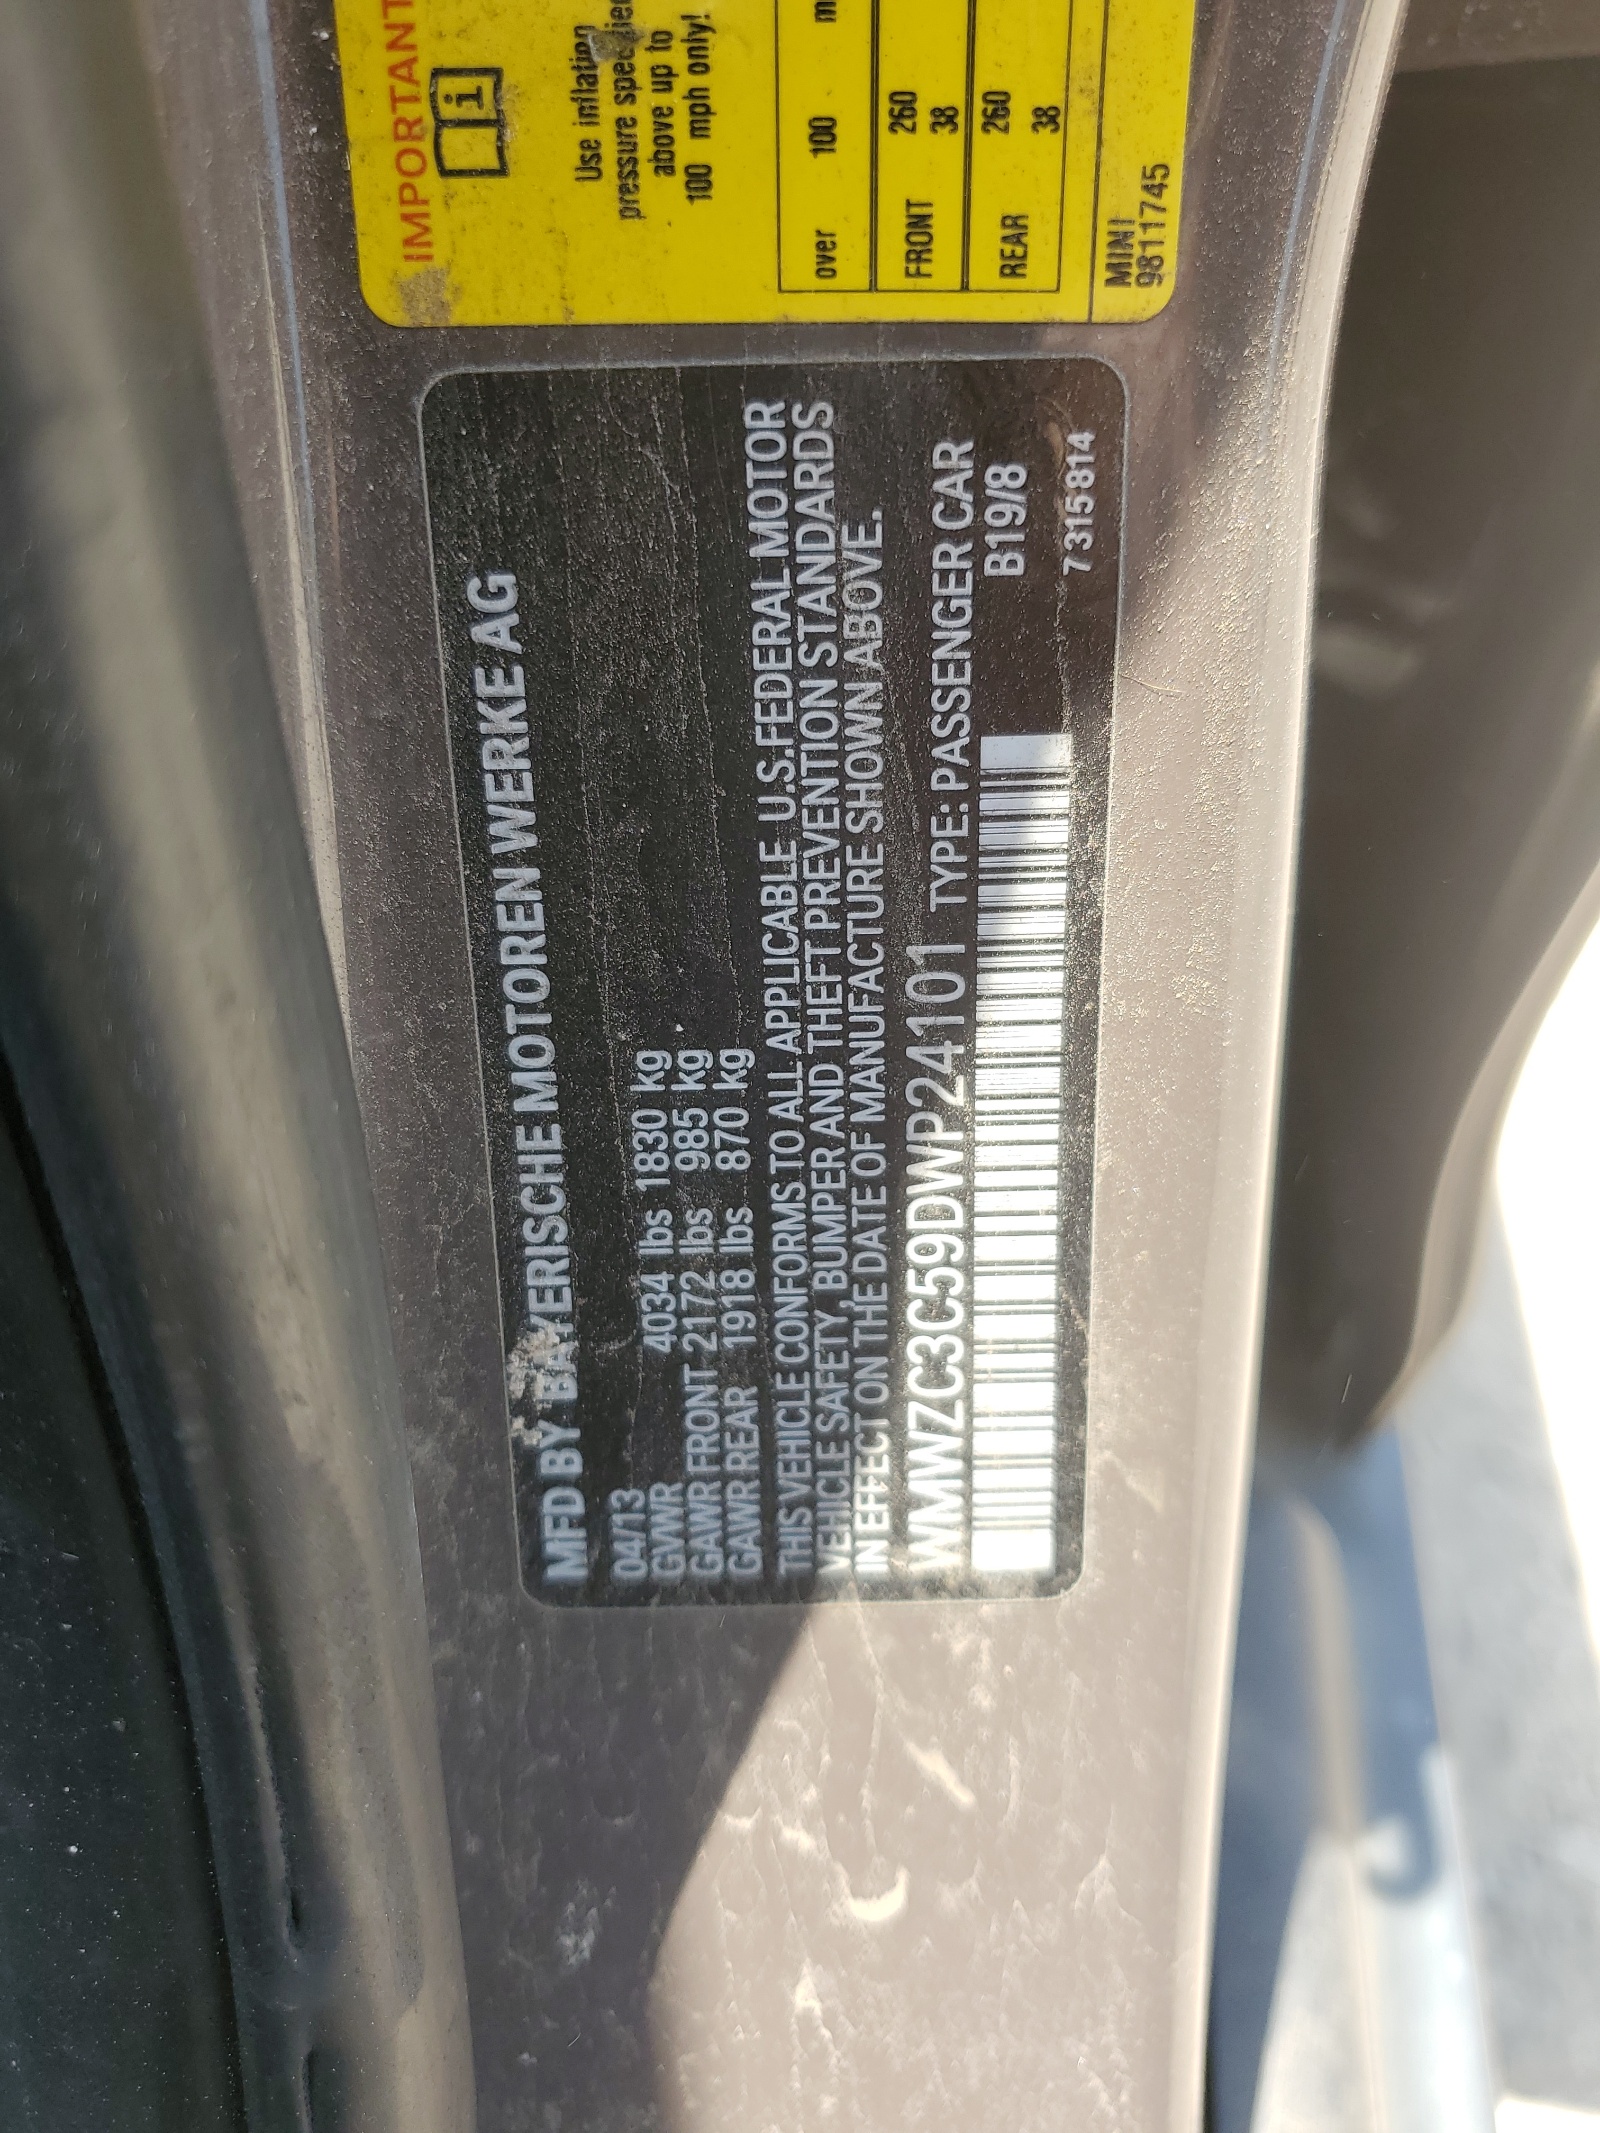 MFD BY BAYERISCHE MOTOREN WERKE AG
04/13
GVWR 4034 lbs 1830 kg
GAWR FRONT 2172 lbs 985 kg
GAWR REAR 1918 lbs 870 kg
THIS VEHICLE CONFORMS TO ALL APPLICABLE U.S. FEDERAL MOTOR
VEHICLE SAFETY, BUMPER AND THEFT PREVENTION STANDARDS
IN EFFECT ON THE DATE OF MANUFACTURE SHOWN ABOVE.
WMWZC3C59DWP24101 TYPE: PASSENGER CAR
B19/8
7315814
IMPORTANT
i
Use inflation
pressure specified
above up to
100 mph only!
over 100 m
FRONT 260
38
REAR 260
38
MINI
9811745